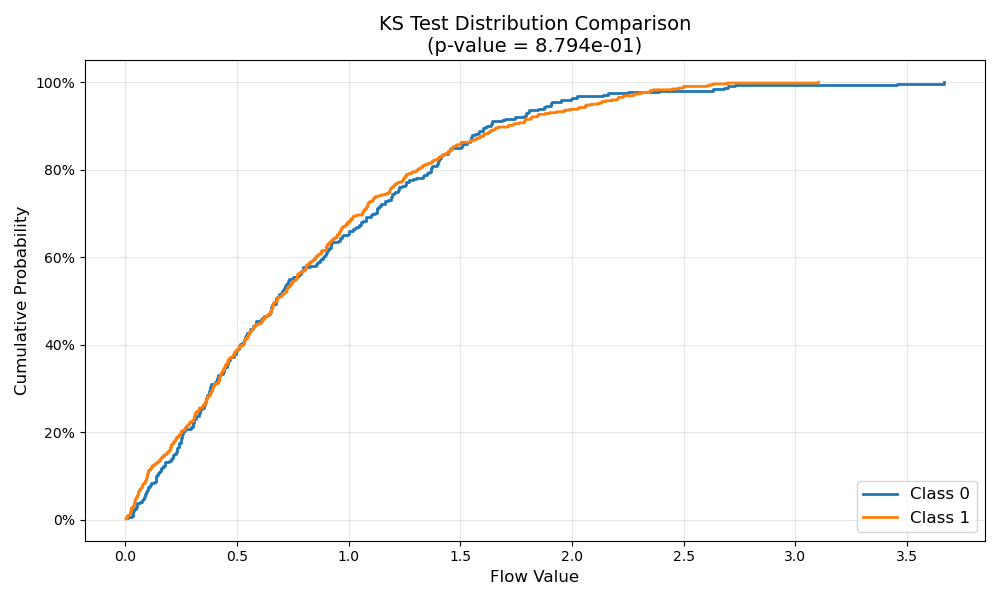 KS Test Distribution Comparison
(p-value = 8.794e-01)
Cumulative Probability
100%
80%
60%
40%
20%
0%
0.0 0.5 1.0 1.5 2.0 2.5 3.0 3.5
Flow Value
Class 0
Class 1